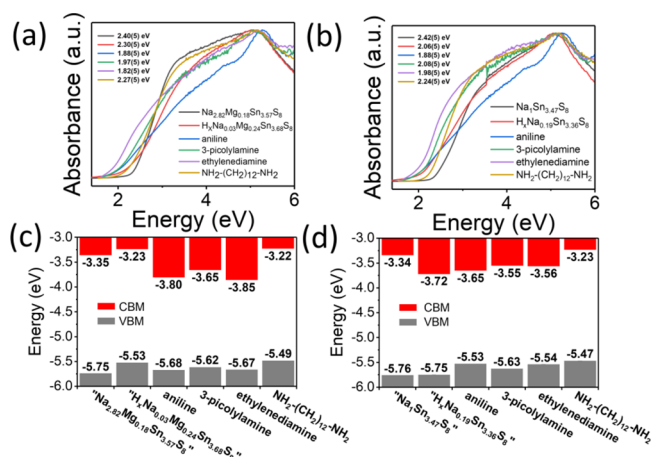 (a)
2.40(5) eV
2.30(5) eV
1.88(5) eV
1.97(5) eV
1.82(5) eV
2.27(5) eV
Absorbance (a.u.)
Na2.82Mg0.18Sn3.57S8
HxNa0.03Mg0.24Sn3.68S8
aniline
3-picolylamine
ethylenediamine
NH2-(CH2)12-NH2
2 4 6
Energy (eV)
(b)
2.42(5) eV
2.06(5) eV
1.88(5) eV
2.08(5) eV
1.98(5) eV
2.24(5) eV
Absorbance (a.u.)
Na1Sn3.47S8
HxNa0.19Sn3.36S8
aniline
3-picolylamine
ethylenediamine
NH2-(CH2)12-NH2
2 4 6
Energy (eV)
(c)
Energy (eV)
-3.0
-3.5
-4.0
-4.5
-5.0
-5.5
-6.0
-3.35 -3.23 -3.80 -3.65 -3.85 -3.22
CBM
VBM
-5.75 -5.53 -5.68 -5.62 -5.67 -5.49
"Na2.82Mg0.18Sn3.57S8"
"HxNa0.03Mg0.24Sn3.68S8"
aniline
3-picolylamine
ethylenediamine
NH2-(CH2)12-NH2
(d)
Energy (eV)
-3.0
-3.5
-4.0
-4.5
-5.0
-5.5
-6.0
-3.34 -3.72 -3.65 -3.55 -3.56 -3.23
CBM
VBM
-5.76 -5.75 -5.53 -5.63 -5.54 -5.47
"Na1Sn3.47S8"
"HxNa0.19Sn3.36S8"
aniline
3-picolylamine
ethylenediamine
NH2-(CH2)12-NH2